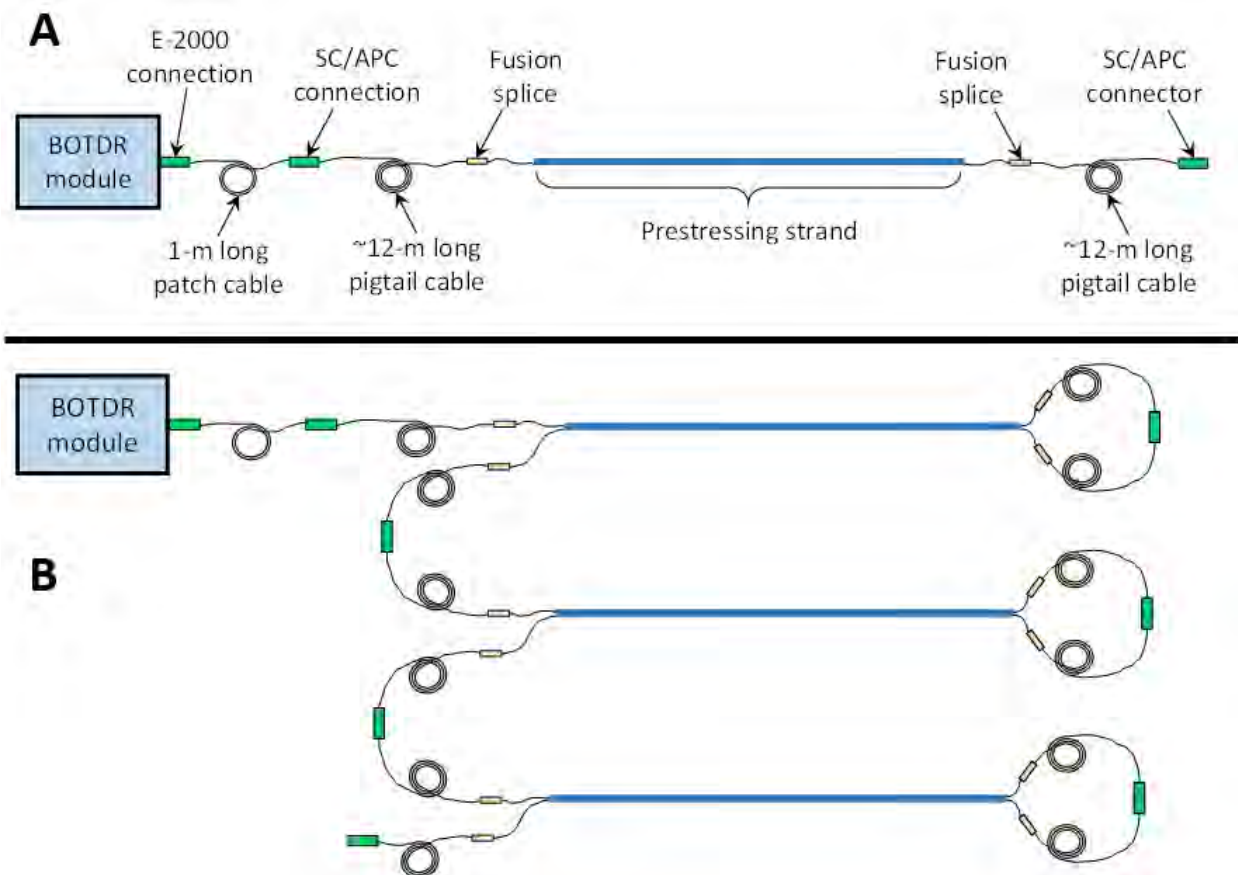 A
E-2000
connection
SC/APC
connection
Fusion
splice
Fusion
splice
SC/APC
connector
BOTDR
module
1-m long
patch cable
~12-m long
pigtail cable
Prestressing strand
~12-m long
pigtail cable
BOTDR
module
B